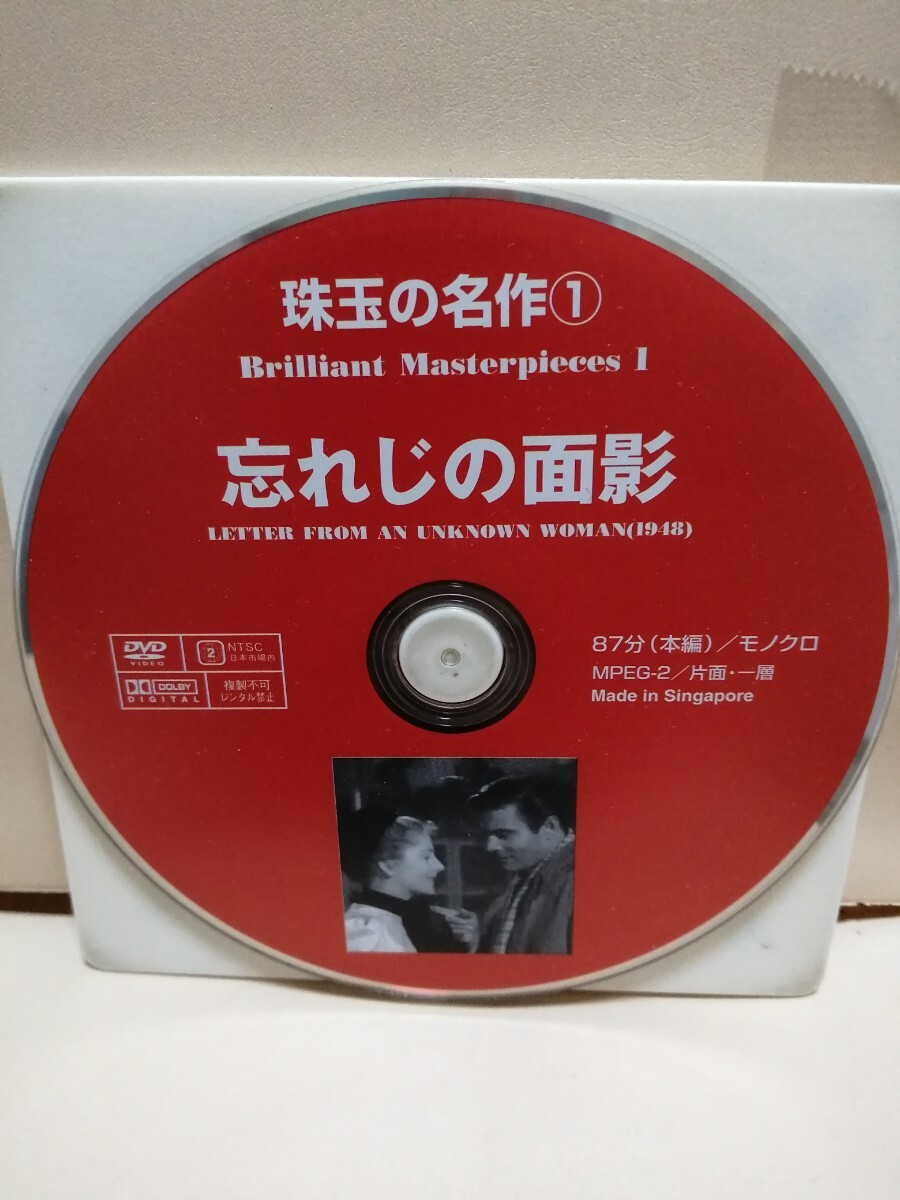 珠玉の名作①
Brilliant Masterpieces 1
忘れじの面影
LETTER FROM AN UNKNOWN WOMAN(1948)
DVD
VIDEO
2
NTSC
日本市場内
DOLBY
DIGITAL
複製不可
レンタル禁止
87分(本編)/モノクロ
MPEG-2/片面・一層
Made in Singapore